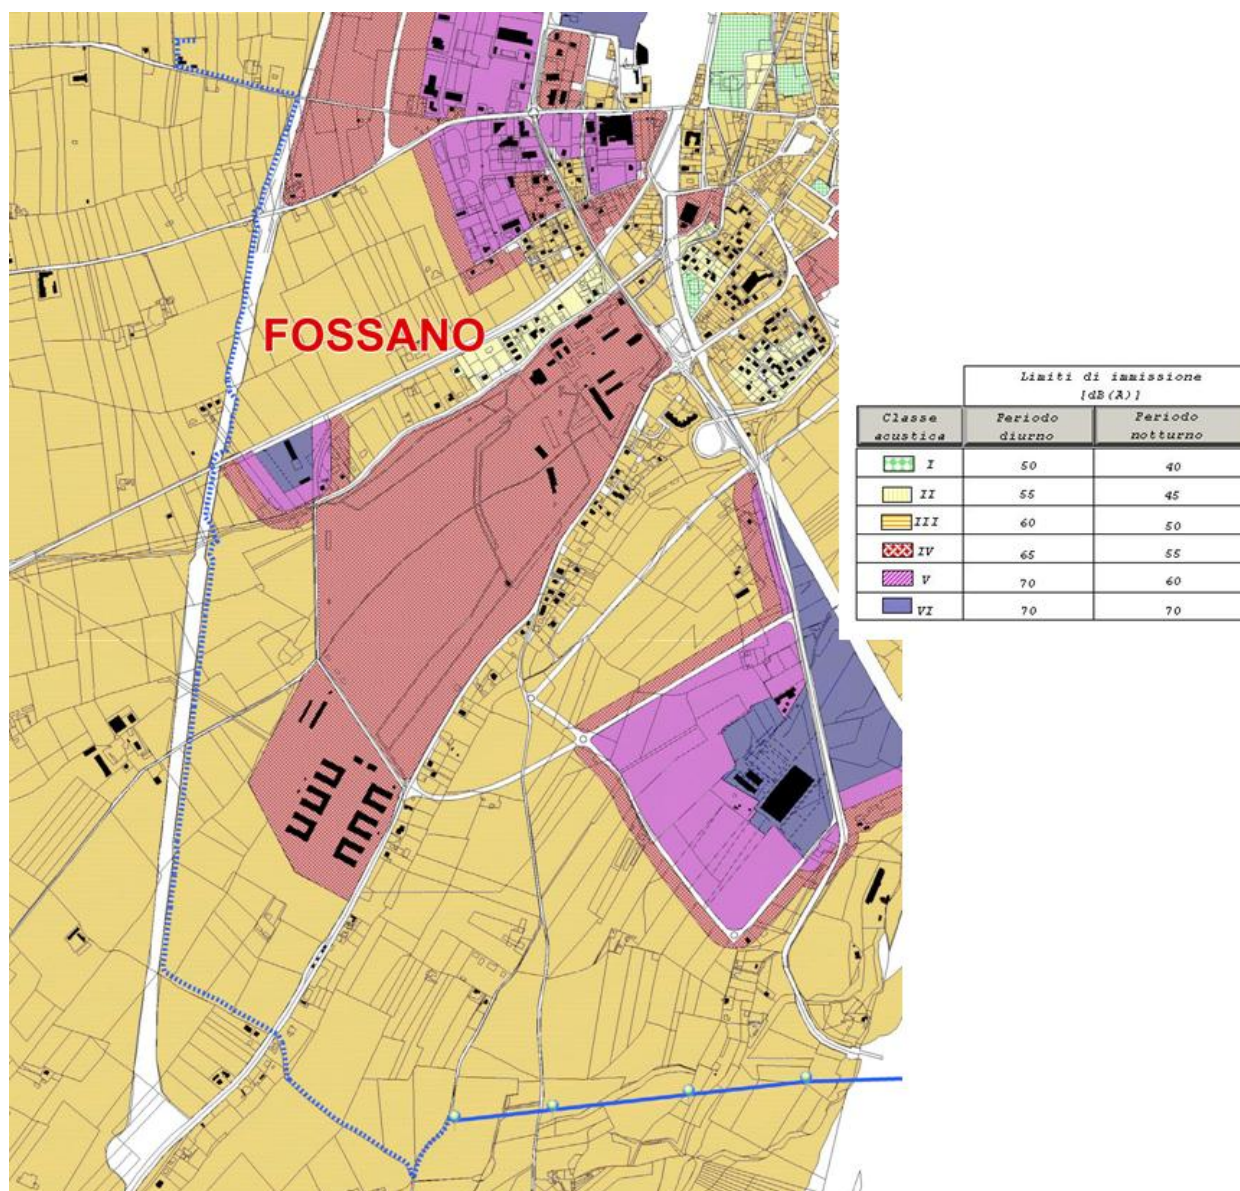 FOSSANO
Limiti di immissione
[dB(A)]
Classe acustica Periodo diurno Periodo notturno
I 50 40
II 55 45
III 60 50
IV 65 55
V 70 60
VI 70 70